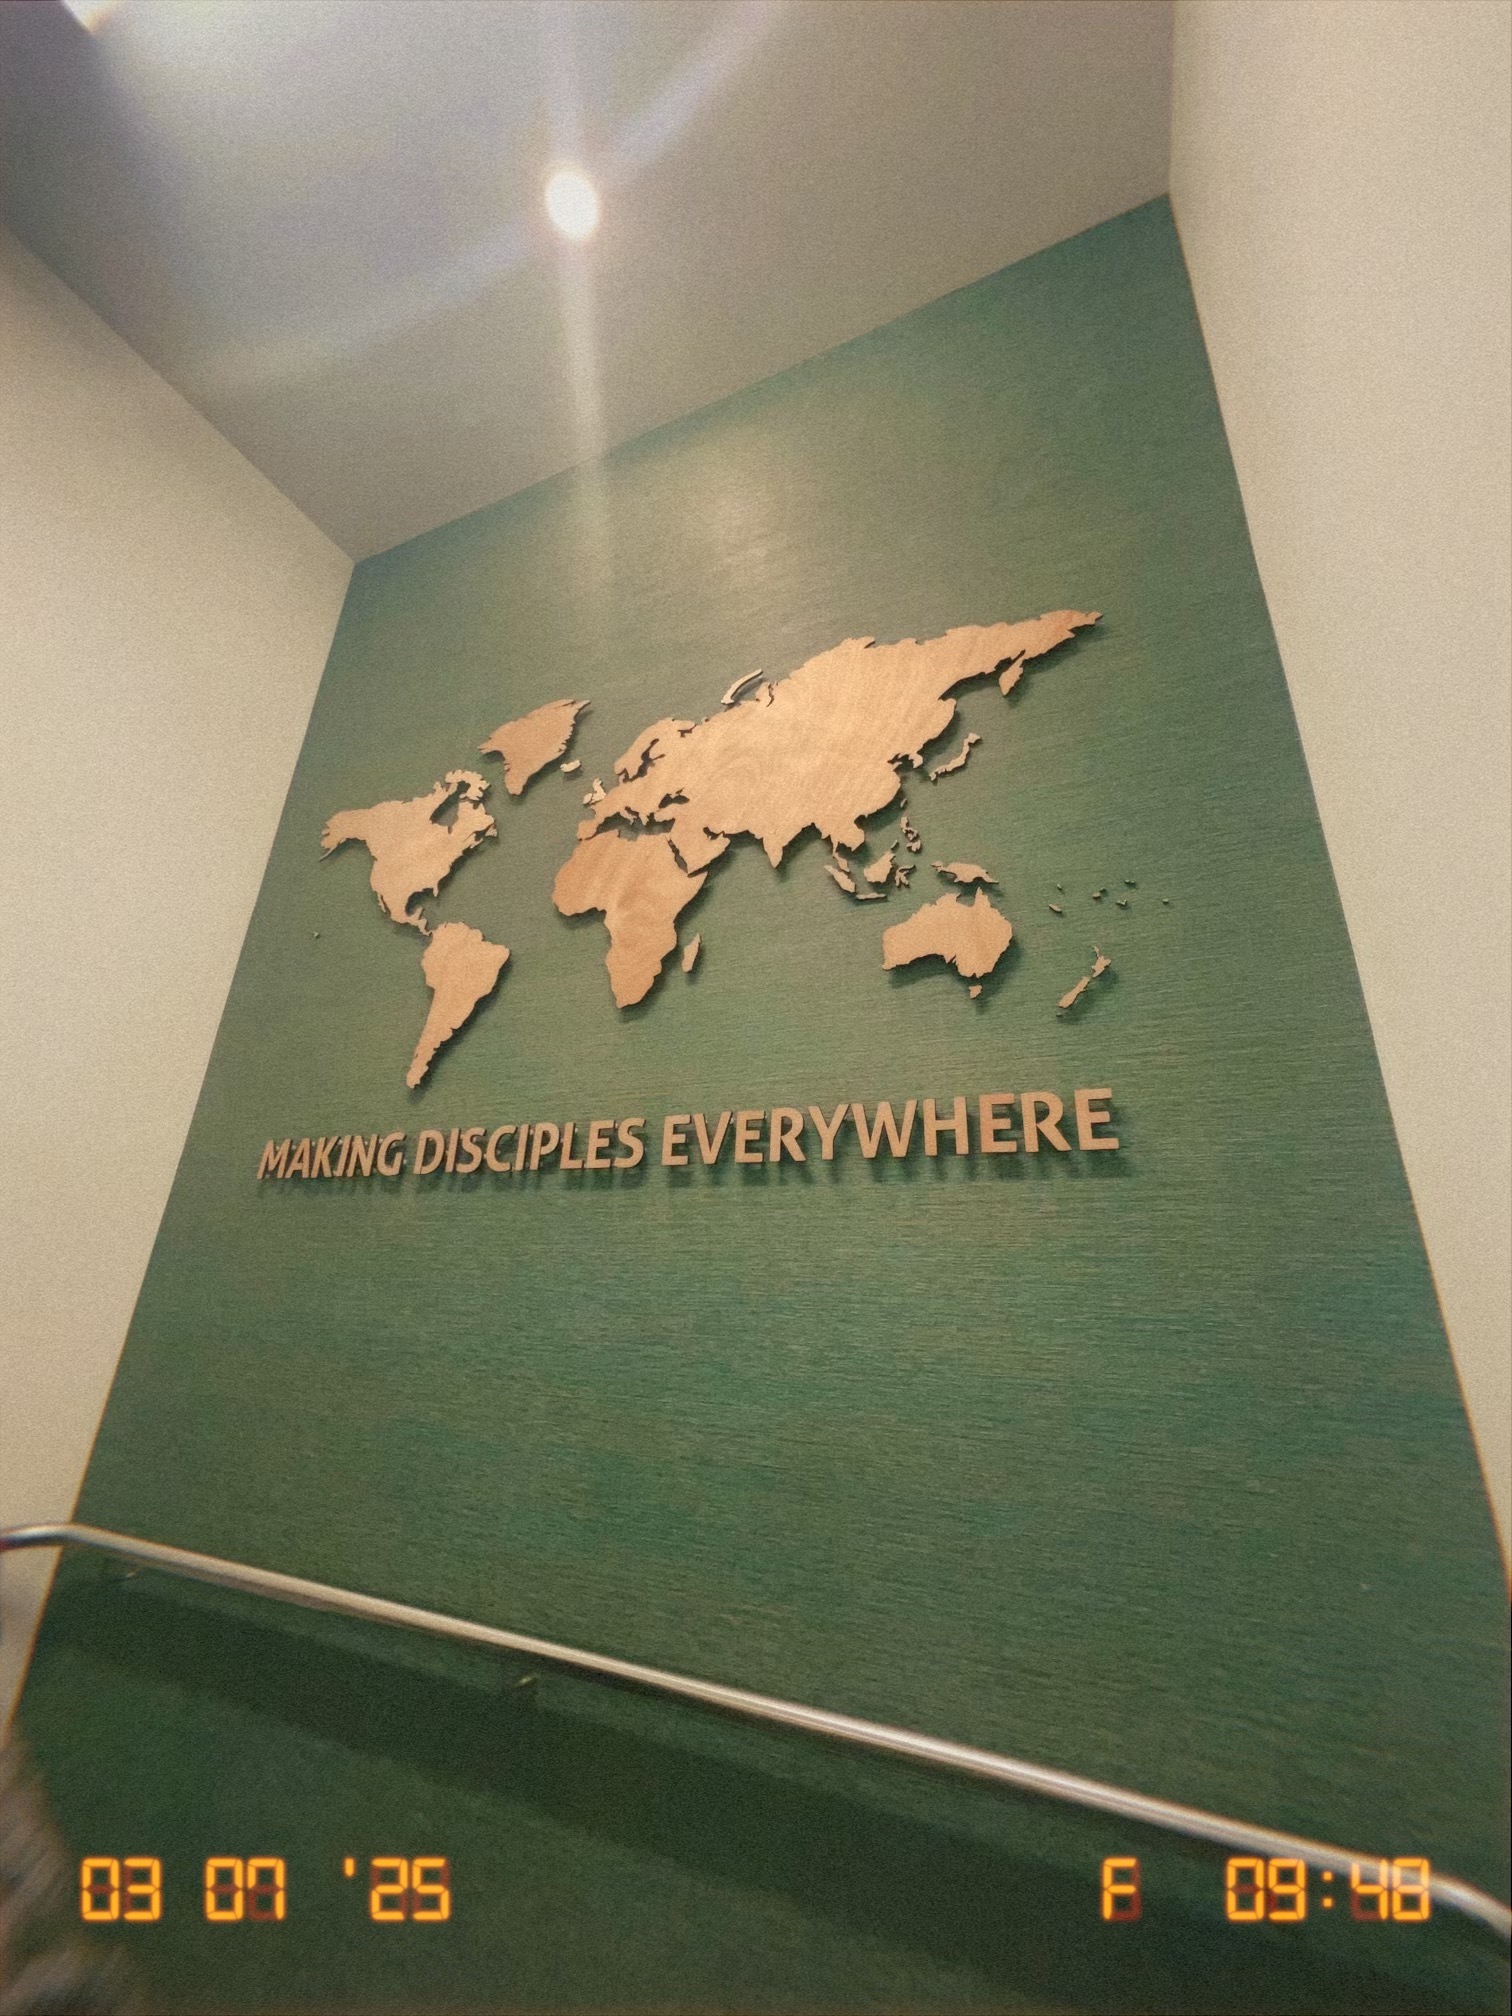 MAKING DISCIPLES EVERYWHERE
03 07 '25 F 09:48